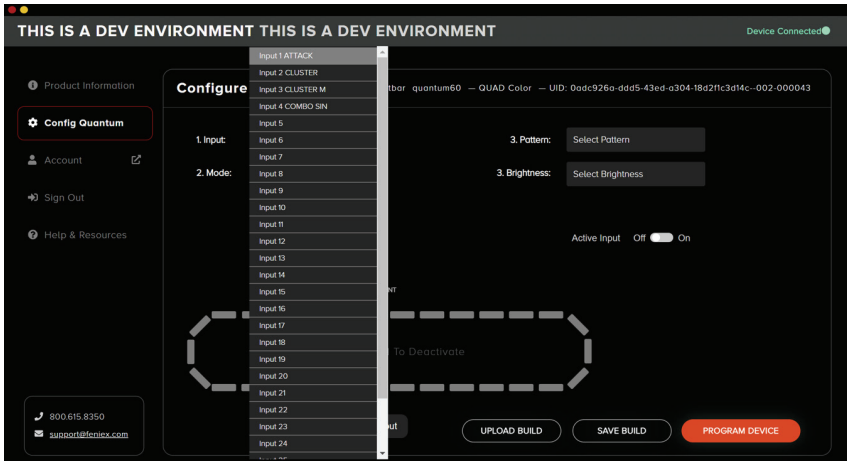 THIS IS A DEV ENVIRONMENT THIS IS A DEV ENVIRONMENT
Device Connected
Product Information
Config Quantum
Account
Sign Out
Help & Resources
800.615.8350
support@feniex.com
Configure
quantum60 — QUAD Color — UID: 0adc926a-ddd5-43ed-a304-18d2f1c3d14c--002-000043
1. Input:
2. Mode:
Input 1 ATTACK
Input 2 CLUSTER
Input 3 CLUSTER M
Input 4 COMBO SIN
Input 5
Input 6
Input 7
Input 8
Input 9
Input 10
Input 11
Input 12
Input 13
Input 14
Input 15
Input 16
Input 17
Input 18
Input 19
Input 20
Input 21
Input 22
Input 23
Input 24
3. Pattern:
Select Pattern
3. Brightness:
Select Brightness
Active Input Off On
To Deactivate
UPLOAD BUILD
SAVE BUILD
PROGRAM DEVICE